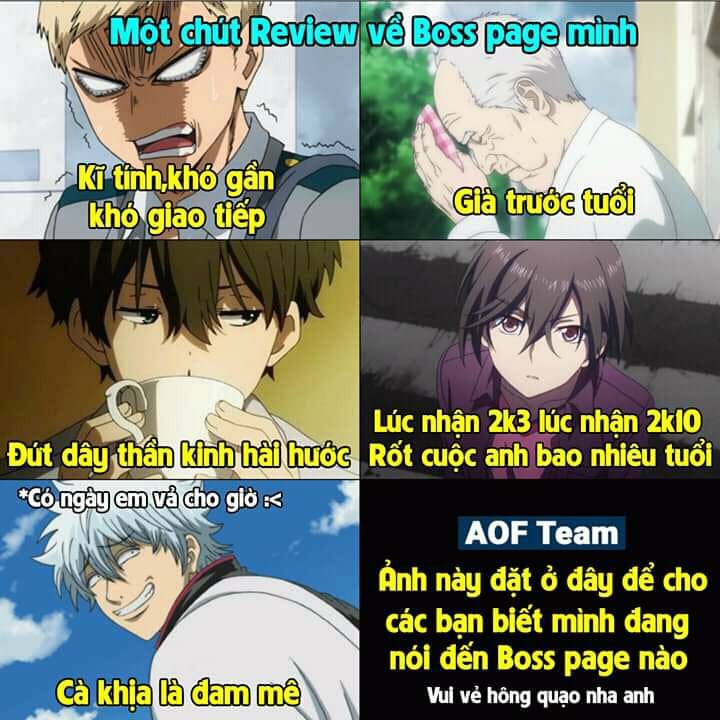 Một chút Review về Boss page mình
Kĩ tính,khó gần
khó giao tiếp
Già trước tuổi
Đứt dây thần kinh hài hước
Lúc nhận 2k3 lúc nhận 2k10
Rốt cuộc anh bao nhiêu tuổi
*Có ngày em vả cho giờ :<
Cà khịa là đam mê
AOF Team
Ảnh này đặt ở đây để cho
các bạn biết mình đang
nói đến Boss page nào
Vui vẻ hông quạo nha anh